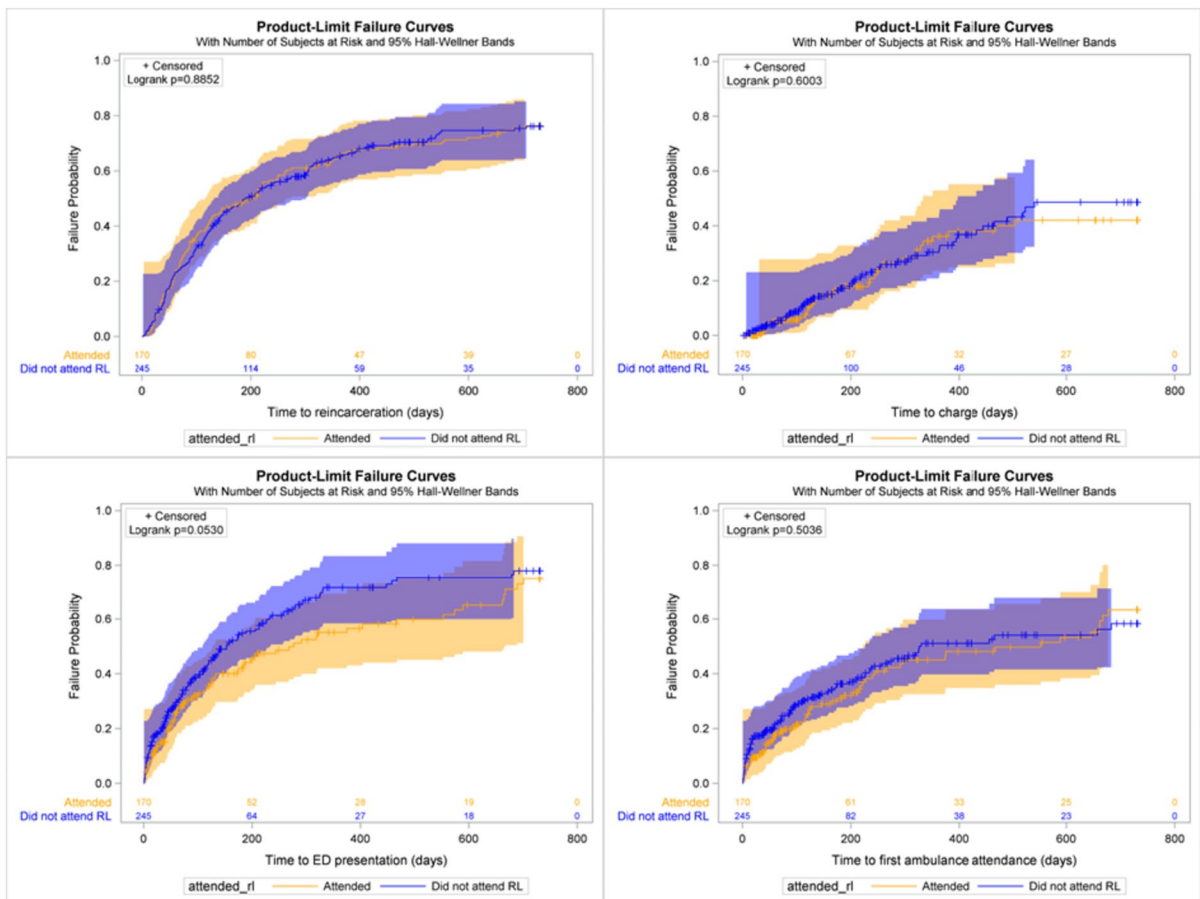 Product-Limit Failure Curves
With Number of Subjects at Risk and 95% Hall-Wellner Bands
+ Censored
Logrank p=0.8852
Failure Probability
1.0
0.8
0.6
0.4
0.2
0.0
Attended 170 80 47 39 0
Did not attend RL 245 114 59 35 0
0 200 400 600 800
Time to reincarceration (days)
attended_rl Attended Did not attend RL
Product-Limit Failure Curves
With Number of Subjects at Risk and 95% Hall-Wellner Bands
+ Censored
Logrank p=0.6003
Failure Probability
1.0
0.8
0.6
0.4
0.2
0.0
Attended 170 67 32 27 0
Did not attend RL 245 100 46 28 0
0 200 400 600 800
Time to charge (days)
attended_rl Attended Did not attend RL
Product-Limit Failure Curves
With Number of Subjects at Risk and 95% Hall-Wellner Bands
+ Censored
Logrank p=0.0530
Failure Probability
1.0
0.8
0.6
0.4
0.2
0.0
Attended 170 52 28 19 0
Did not attend RL 245 64 27 18 0
0 200 400 600 800
Time to ED presentation (days)
attended_rl Attended Did not attend RL
Product-Limit Failure Curves
With Number of Subjects at Risk and 95% Hall-Wellner Bands
+ Censored
Logrank p=0.5036
Failure Probability
1.0
0.8
0.6
0.4
0.2
0.0
Attended 170 61 33 25 0
Did not attend RL 245 82 38 23 0
0 200 400 600 800
Time to first ambulance attendance (days)
attended_rl Attended Did not attend RL